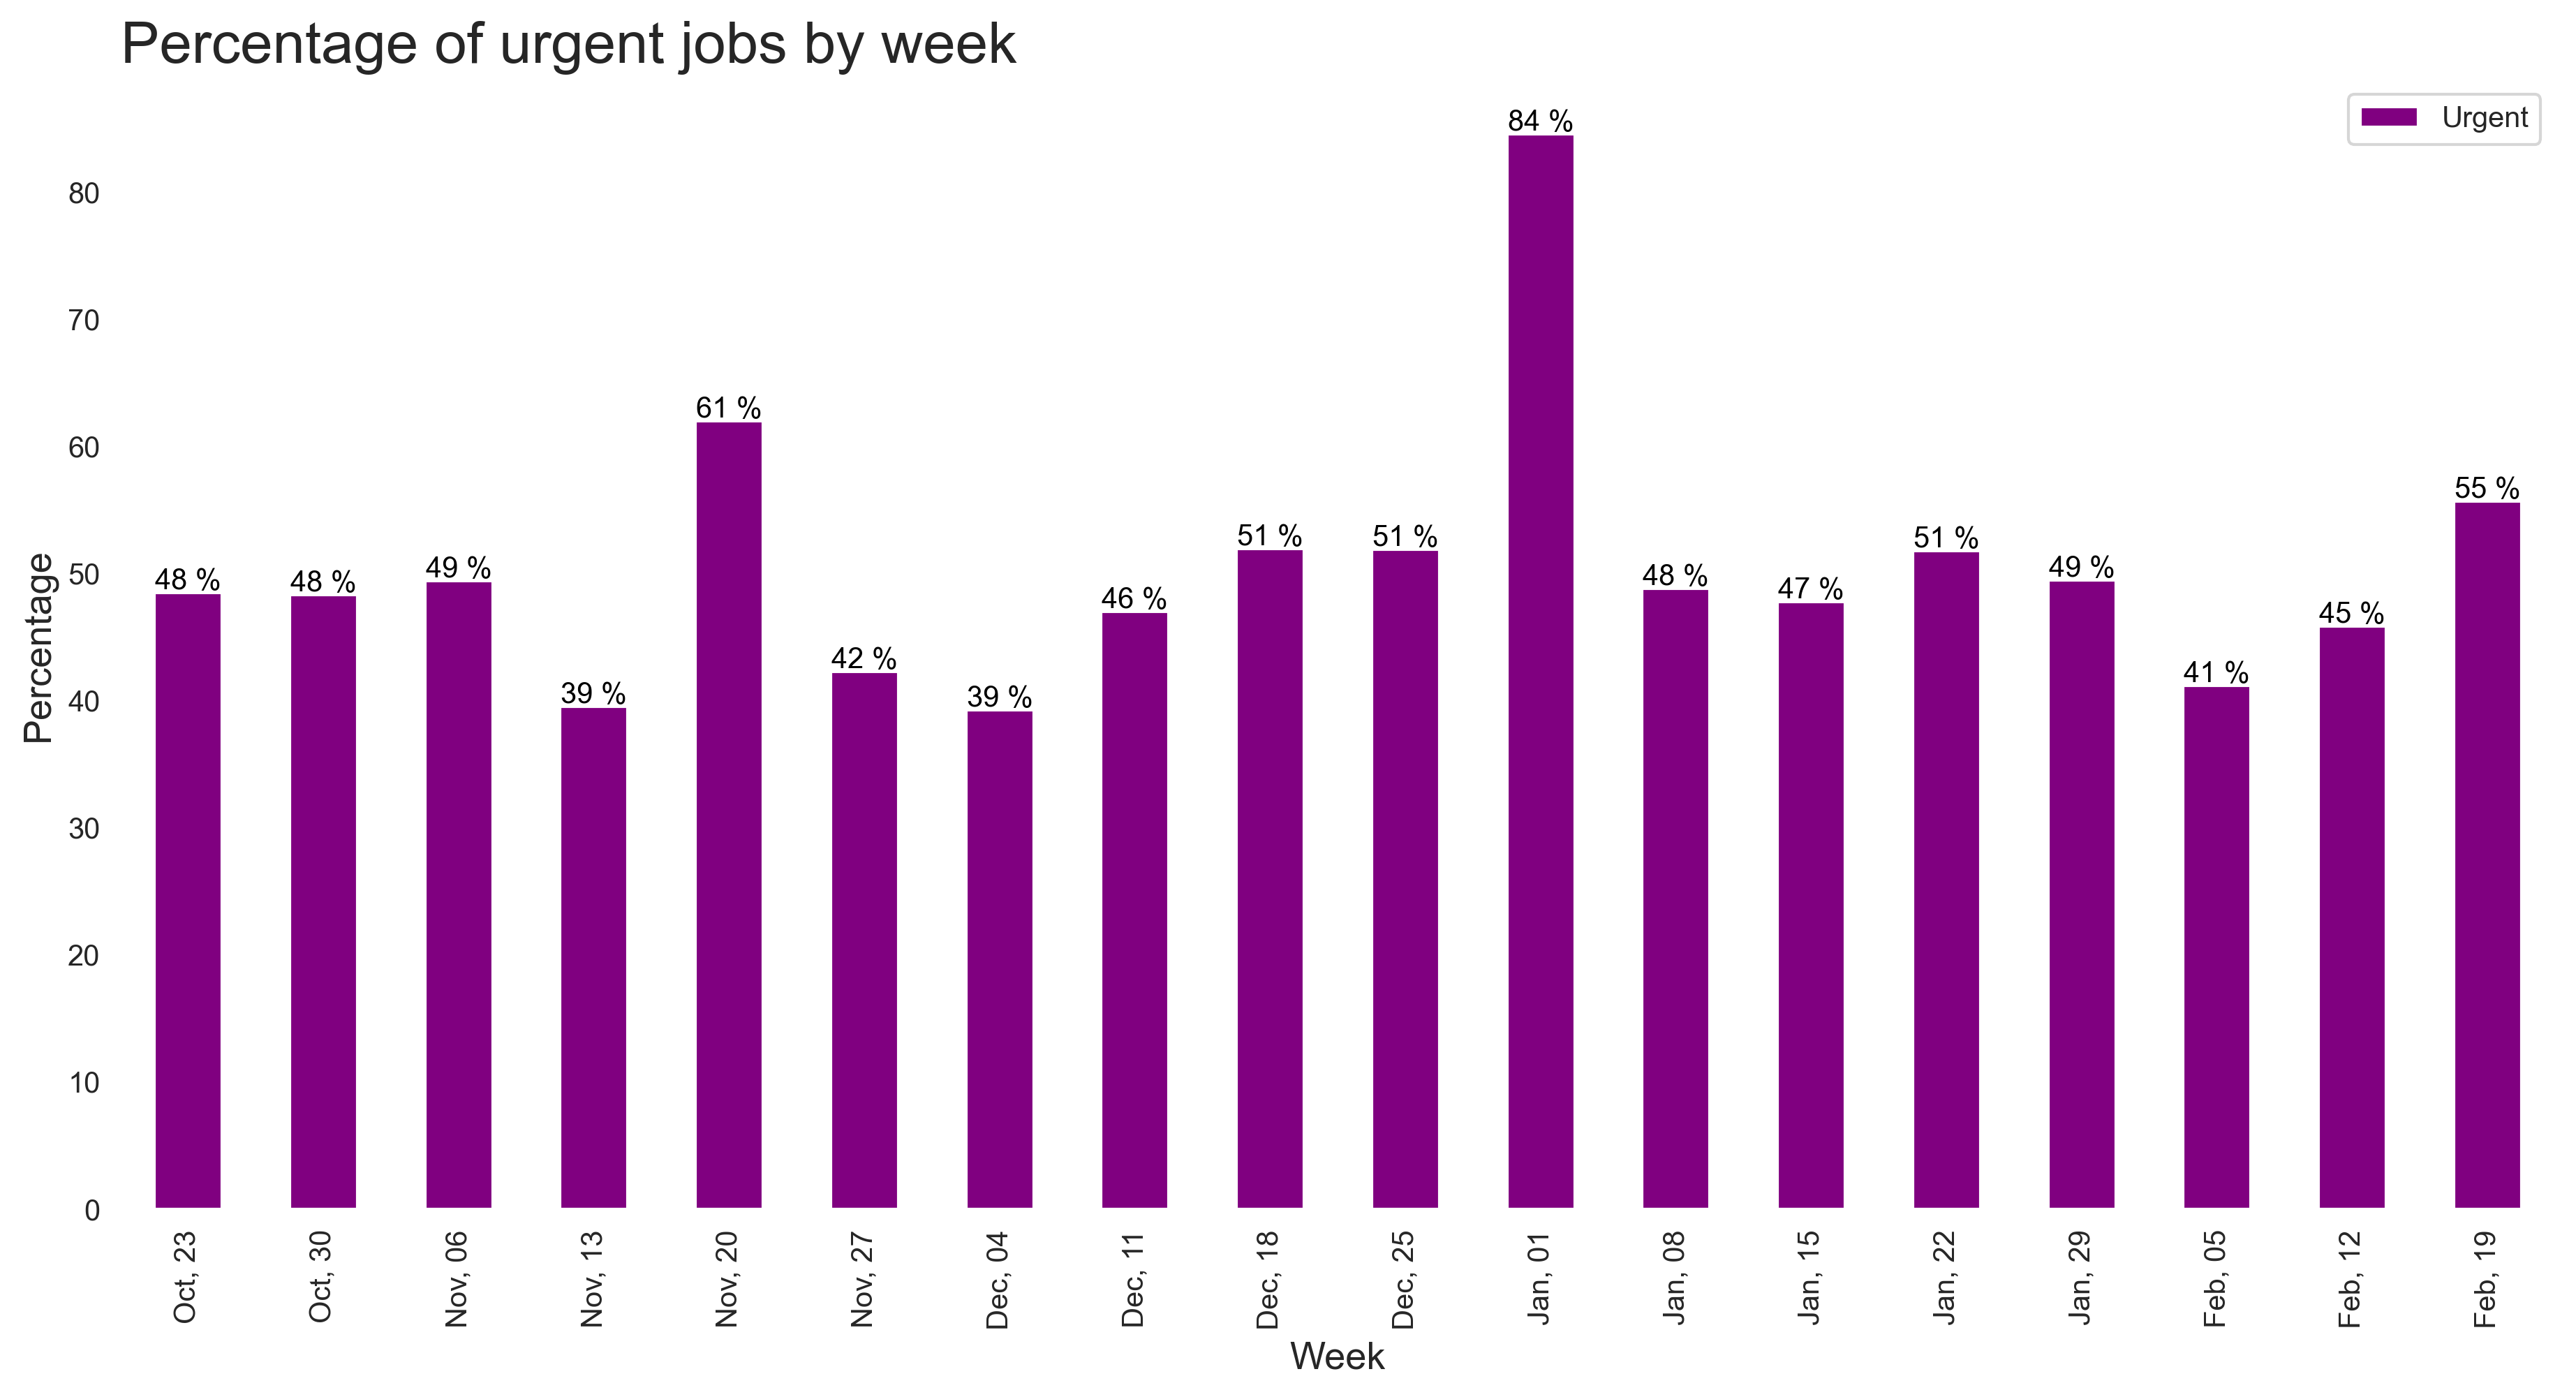 Percentage of urgent jobs by week
Urgent
84 %
80
70
61 %
60
55 %
51 %
51 %
51 %
50
48 %
48 %
49 %
48 %
47 %
49 %
46 %
45 %
42 %
41 %
40
39 %
39 %
30
20
10
0
Percentage
Oct, 23
Oct, 30
Nov, 06
Nov, 13
Nov, 20
Nov, 27
Dec, 04
Dec, 11
Dec, 18
Dec, 25
Jan, 01
Jan, 08
Jan, 15
Jan, 22
Jan, 29
Feb, 05
Feb, 12
Feb, 19
Week